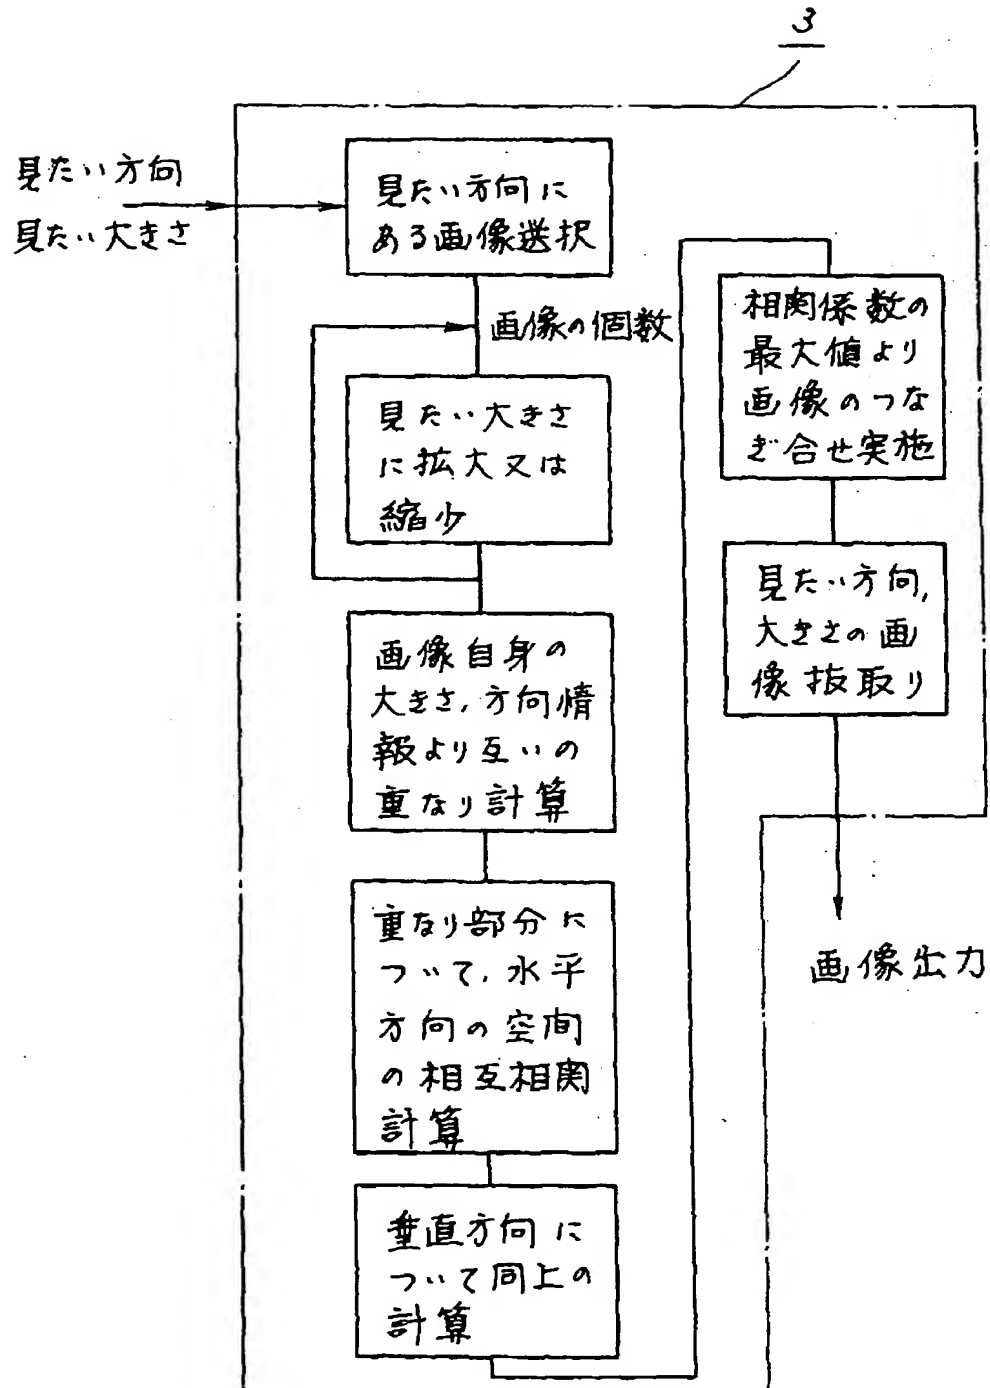 3
見たい方向
見たい大きさ
見たい方向に
ある画像選択
画像の個数
見たい大きさ
に拡大又は
縮少
画像自身の
大きさ,方向情
報より互いの
重なり計算
重なり部分に
ついて,水平
方向の空間
の相互相関
計算
垂直方向に
ついて同上の
計算
相関係数の
最大値より
画像のつな
ぎ合せ実施
見たい方向,
大きさの画
像抜取り
画像出力